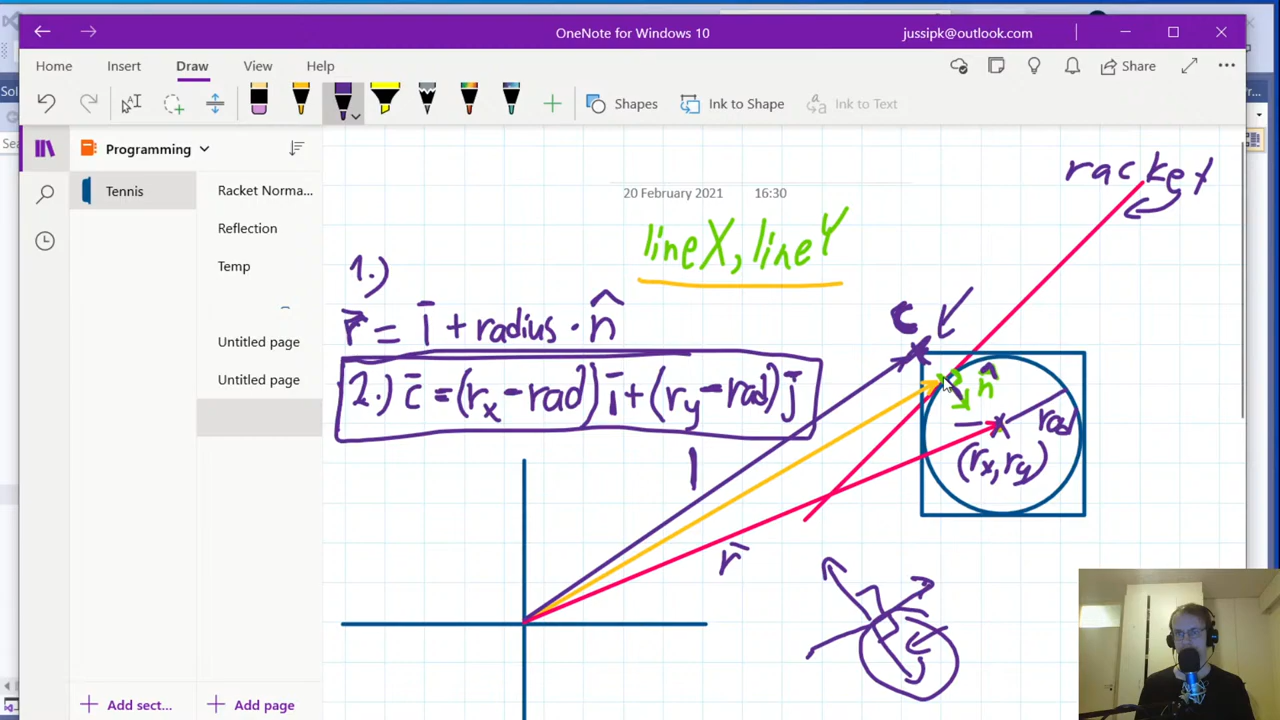 OneNote for Windows 10
jussipk@outlook.com
Home
Insert
Draw
View
Help
Share
Shapes
Ink to Shape
Ink to Text
Programming
Tennis
Racket Norma...
Reflection
Temp
Untitled page
Untitled page
Add sect...
Add page
20 February 2021
16:30
racket
lineX, lineY
1.)
r̄ = l̄ + radius · n̂
2.) c̄ = (rx - rad) ī + (ry - rad) j̄
c
n̂
rad
(rx, ry)
l
r̄